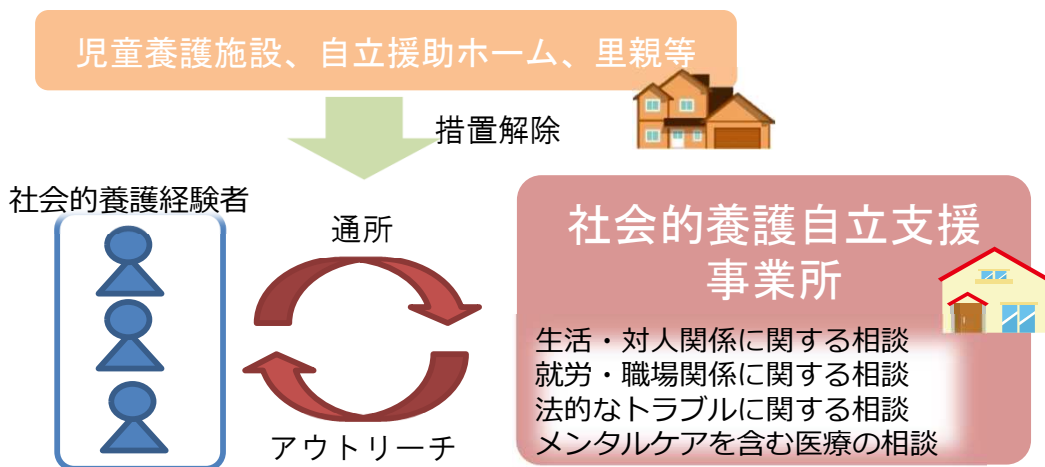 児童養護施設、自立援助ホーム、里親等
措置解除
社会的養護経験者
通所
アウトリーチ
社会的養護自立支援
事業所
生活・対人関係に関する相談
就労・職場関係に関する相談
法的なトラブルに関する相談
メンタルケアを含む医療の相談